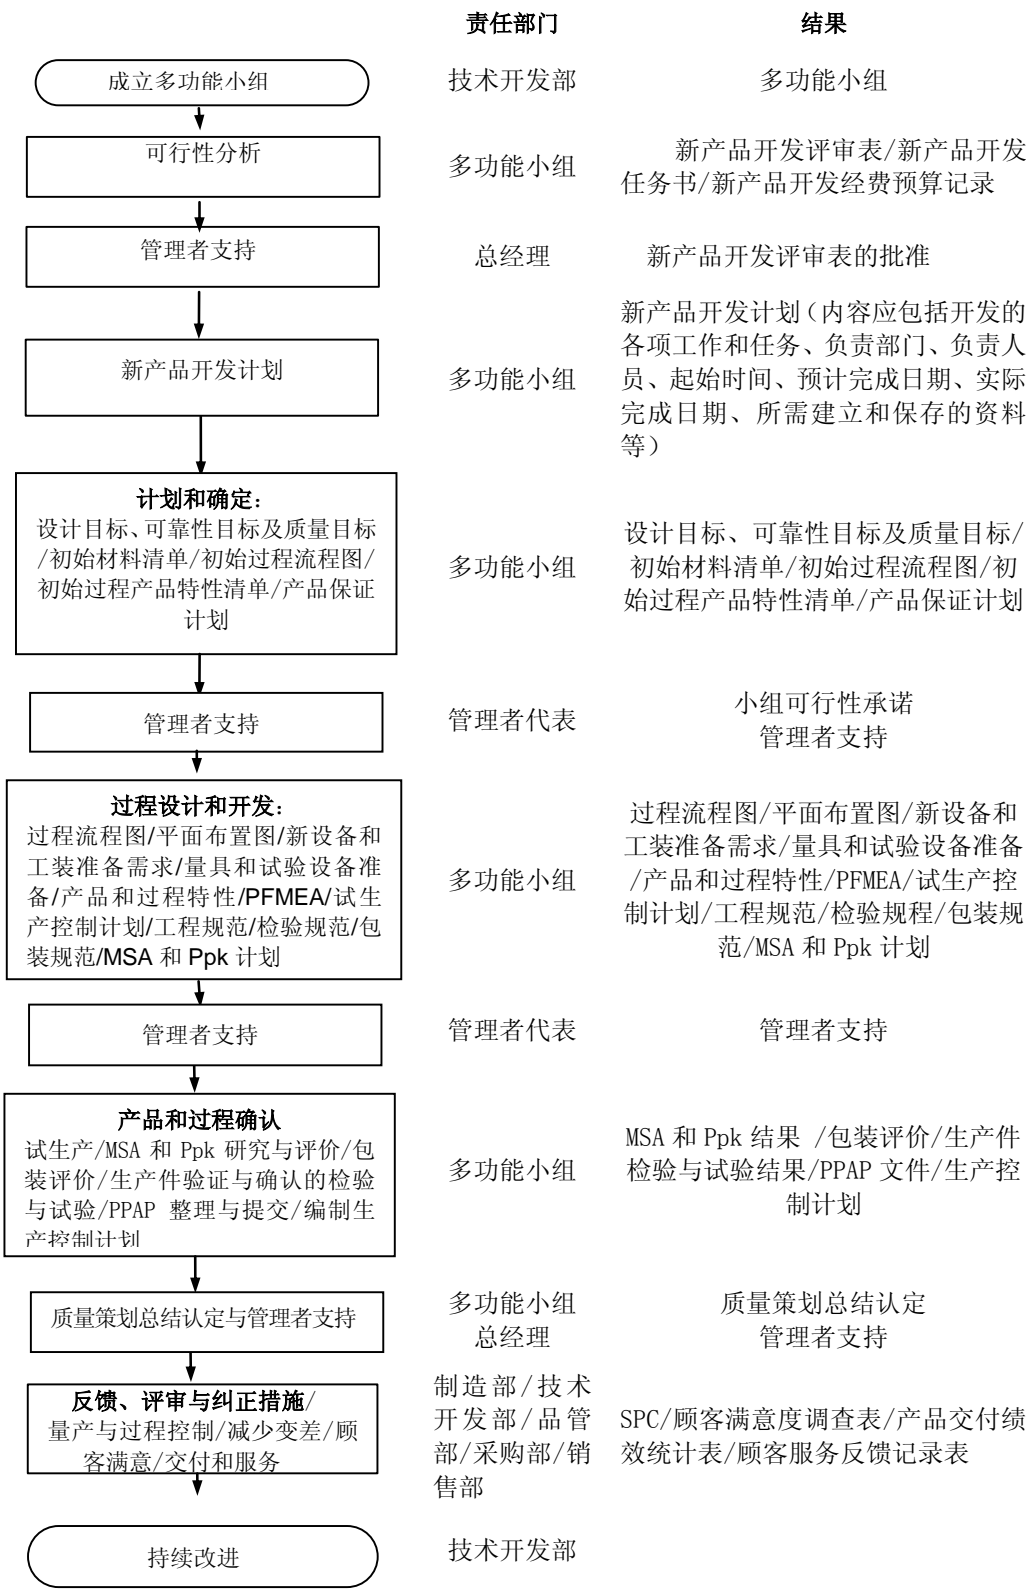 责任部门 结果
成立多功能小组 技术开发部 多功能小组
可行性分析
多功能小组
新产品开发评审表/新产品开发
任务书/新产品开发经费预算记录
管理者支持 总经理 新产品开发评审表的批准
新产品开发计划
多功能小组
新产品开发计划（内容应包括开发的
各项工作和任务、负责部门、负责人
员、起始时间、预计完成日期、实际
完成日期、所需建立和保存的资料
等）
计划和确定：
设计目标、可靠性目标及质量目标
/初始材料清单/初始过程流程图/
初始过程产品特性清单/产品保证
计划
多功能小组
设计目标、可靠性目标及质量目标/
初始材料清单/初始过程流程图/初
始过程产品特性清单/产品保证计划
管理者支持
管理者代表
小组可行性承诺
管理者支持
过程设计和开发：
过程流程图/平面布置图/新设备和
工装准备需求/量具和试验设备准
备/产品和过程特性/PFMEA/试生
产控制计划/工程规范/检验规范/包
装规范/MSA 和 Ppk 计划
多功能小组
过程流程图/平面布置图/新设备和
工装准备需求/量具和试验设备准备
/产品和过程特性/PFMEA/试生产控
制计划/工程规范/检验规程/包装规
范/MSA 和 Ppk 计划
管理者支持 管理者代表 管理者支持
产品和过程确认
试生产/MSA 和 Ppk 研究与评价/包
装评价/生产件验证与确认的检验
与试验/PPAP 整理与提交/编制生
产控制计划
多功能小组
MSA 和 Ppk 结果 /包装评价/生产件
检验与试验结果/PPAP 文件/生产控
制计划
质量策划总结认定与管理者支持
多功能小组
总经理
质量策划总结认定
管理者支持
反馈、评审与纠正措施/
量产与过程控制/减少变差/顾
客满意/交付和服务
制造部/技术
开发部/品管
部/采购部/销
售部
SPC/顾客满意度调查表/产品交付绩
效统计表/顾客服务反馈记录表
持续改进 技术开发部